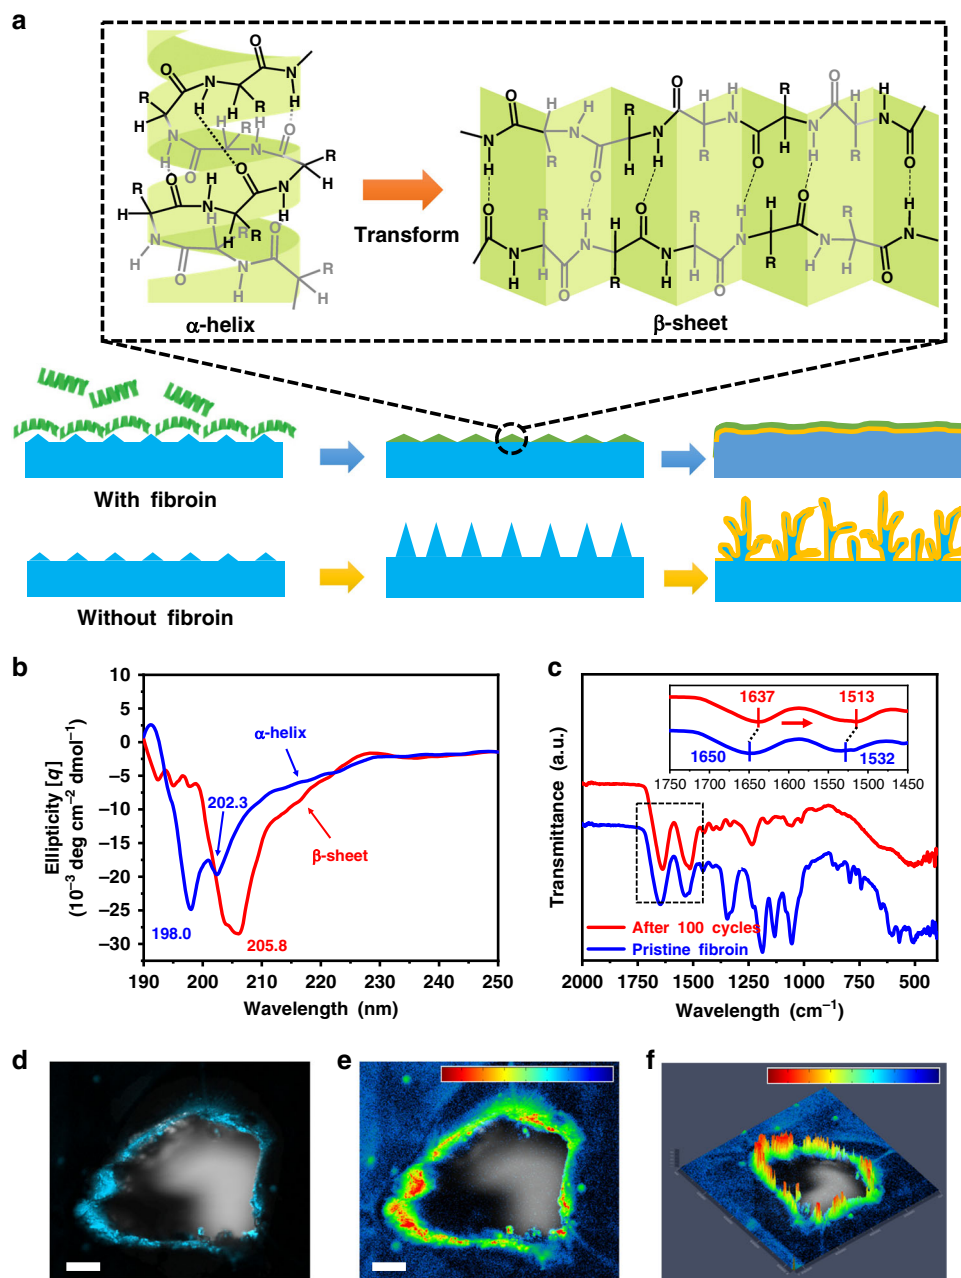 a
O
H
N
N
H
R
H
R
O
H
N
H
H
O
N
N
O
R
H
R
H
O
H
N
O
N
H
H
R
N
H
R
O
N
H
O
R
H
α-helix
Transform
O
H
N
H
R
N
H
O
R
H
N
H
O
R
H
N
H
O
R
H
N
H
O
R
H
N
H
O
O
N
H
R
H
O
N
H
R
H
O
N
H
R
H
O
N
H
R
H
O
N
H
R
H
O
N
H
β-sheet
With fibroin
Without fibroin
b
Ellipticity [q]
(10⁻³ deg cm⁻² dmol⁻¹)
10
5
0
−5
−10
−15
−20
−25
−30
α-helix
202.3
β-sheet
198.0
205.8
190 200 210 220 230 240 250
Wavelength (nm)
c
Transmittance (a.u.)
1637
1513
1650
1532
1750 1700 1650 1600 1550 1500 1450
After 100 cycles
Pristine fibroin
2000 1750 1500 1250 1000 750 500
Wavelength (cm⁻¹)
d
e
f